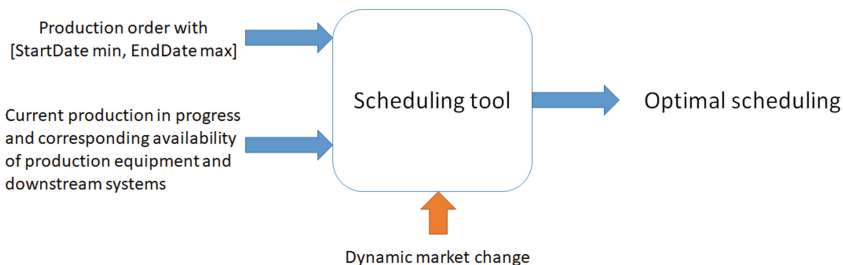 Production order with
[StartDate min, EndDate max]
Current production in progress
and corresponding availability
of production equipment and
downstream systems
Scheduling tool
Optimal scheduling
Dynamic market change